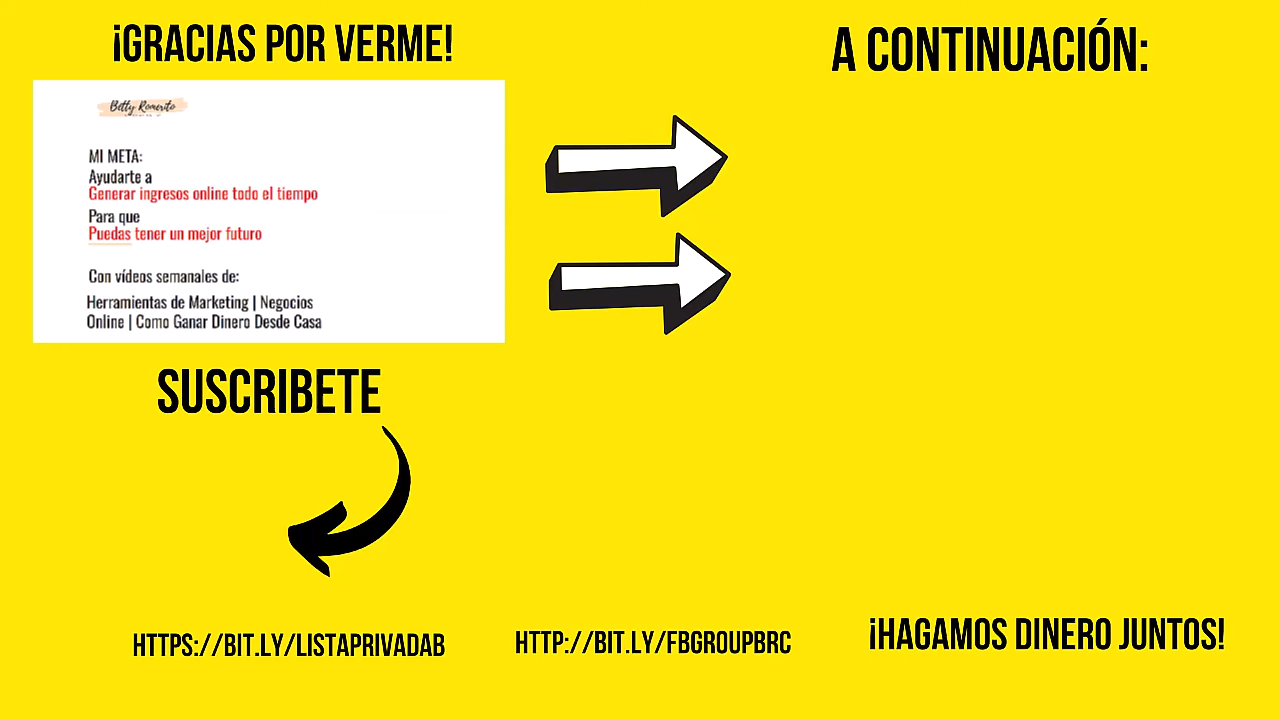 ¡GRACIAS POR VERME!
A CONTINUACIÓN:
Betty Romerito
MI META:
Ayudarte a
Generar ingresos online todo el tiempo
Para que
Puedas tener un mejor futuro
Con vídeos semanales de:
Herramientas de Marketing | Negocios
Online | Como Ganar Dinero Desde Casa
SUSCRIBETE
HTTPS://BIT.LY/LISTAPRIVADAB
HTTP://BIT.LY/FBGROUPBRC
¡HAGAMOS DINERO JUNTOS!